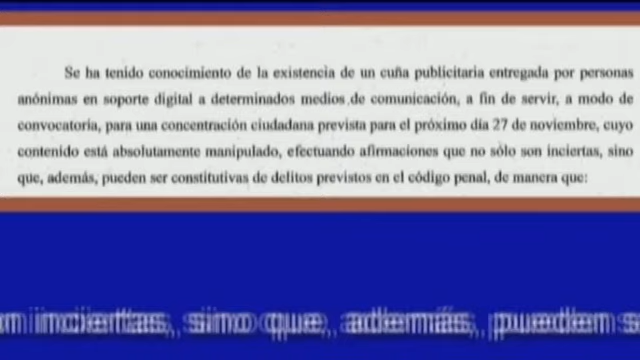 Se ha tenido conocimiento de la existencia de un cuña publicitaria entregada por personas
anónimas en soporte digital a determinados medios de comunicación, a fin de servir, a modo de
convocatoria, para una concentración ciudadana prevista para el próximo día 27 de noviembre, cuyo
contenido está absolutamente manipulado, efectuando afirmaciones que no sólo son inciertas, sino
que, además, pueden ser constitutivas de delitos previstos en el código penal, de manera que:
inciertas, sino que, además, pueden s